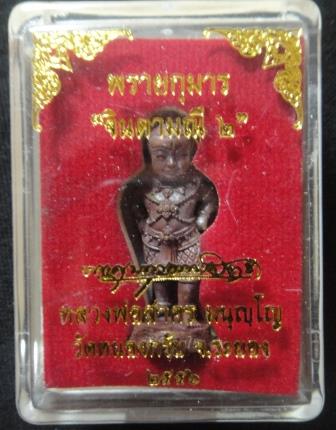 พรายกุมาร
"จินดามณี ๒"
หลวงพ่อสาคร มนุญฺโญ
วัดหนองกรับ จ.ระยอง
๒๕๕๖